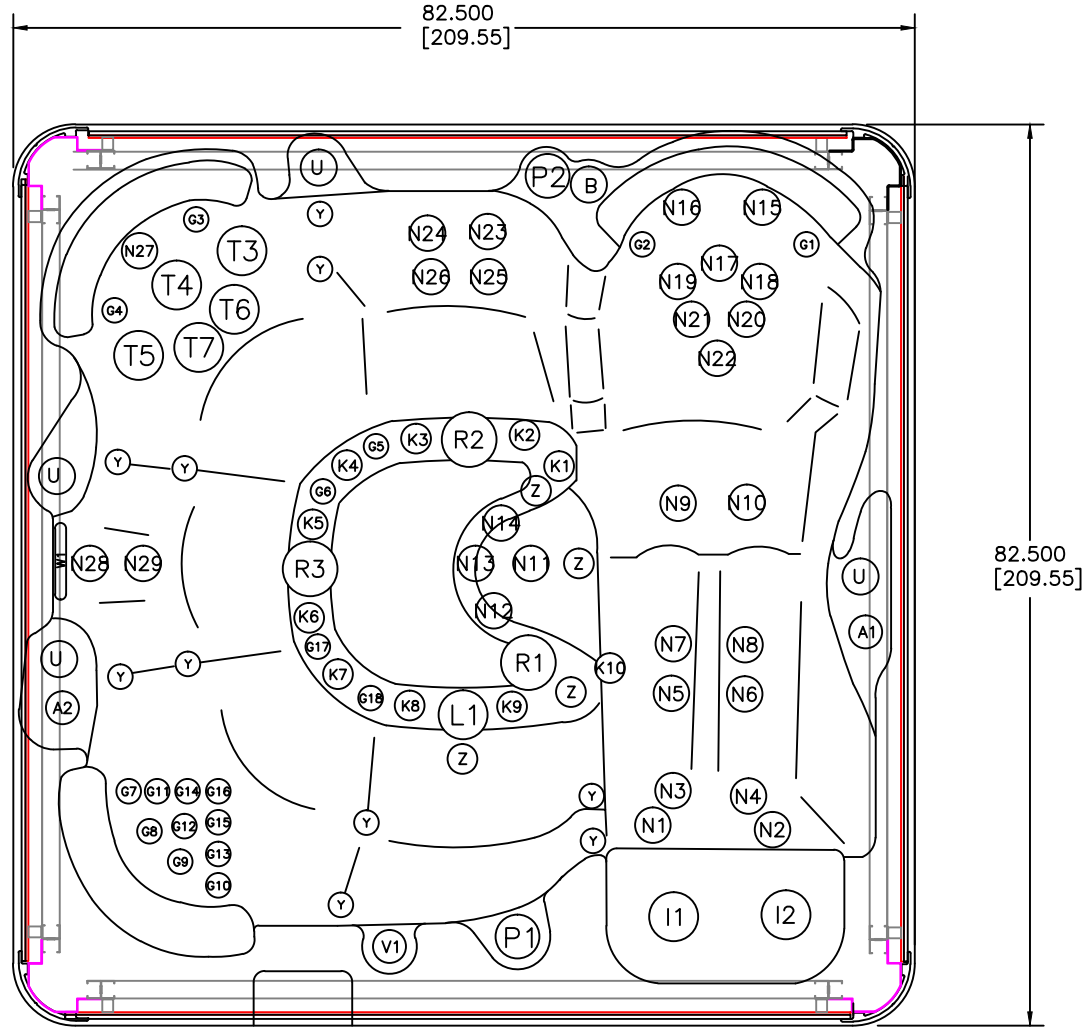 82.500
[209.55]
U
P2
B
N16
N15
G3
Y
N24
N23
G2
G1
N27
T3
N17
Y
N26
N25
N19
N18
T4
G4
T6
N21
N20
T5
T7
N22
K3
R2
K2
G5
Y
Y
K4
K1
U
G6
Z
N9
N10
K5
N14
82.500
[209.55]
W1
N28
N29
R3
N13
N11
Z
U
K6
N12
A1
G17
N7
N8
U
Y
Y
K7
R1
K10
G18
N5
N6
A2
K8
L1
K9
Z
Z
G7
G11
G14
G16
Y
N3
N4
G8
G12
G15
Y
N1
N2
G9
G13
Y
G10
Y
I1
I2
V1
P1